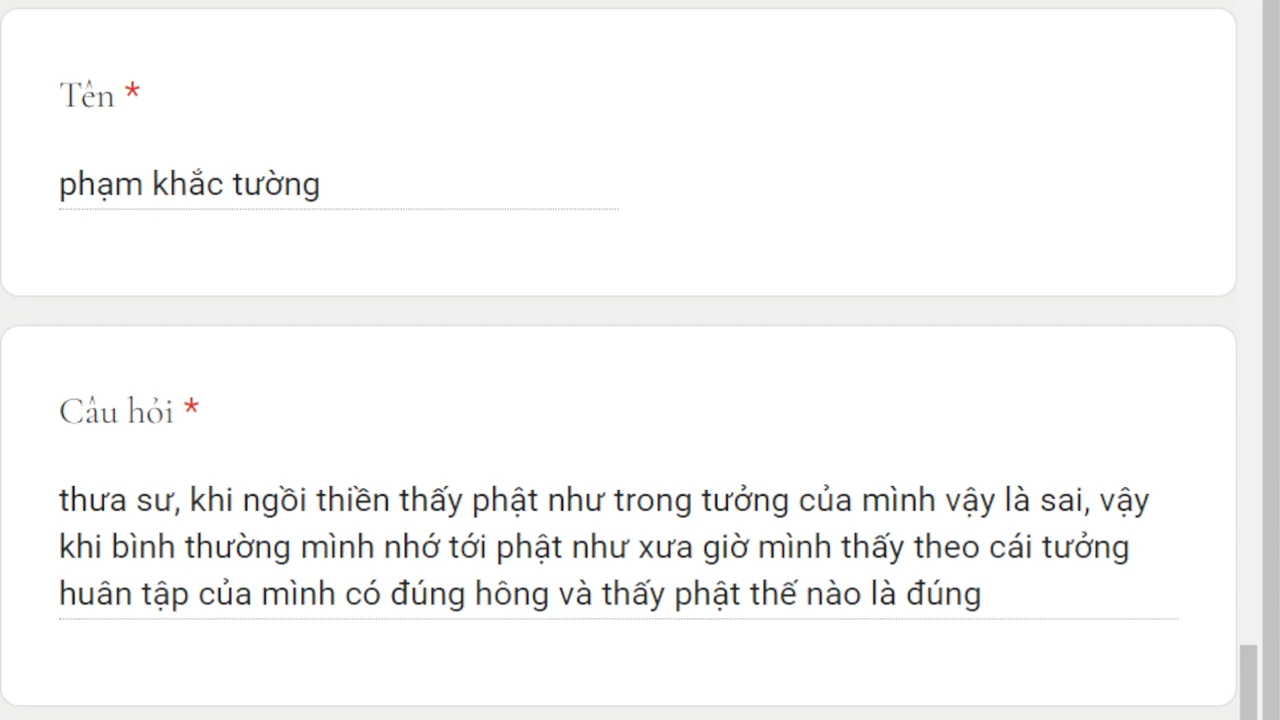 Tên *
phạm khắc tường
Câu hỏi *
thưa sư, khi ngồi thiền thấy phật như trong tưởng của mình vậy là sai, vậy
khi bình thường mình nhớ tới phật như xưa giờ mình thấy theo cái tưởng
huân tập của mình có đúng hông và thấy phật thế nào là đúng